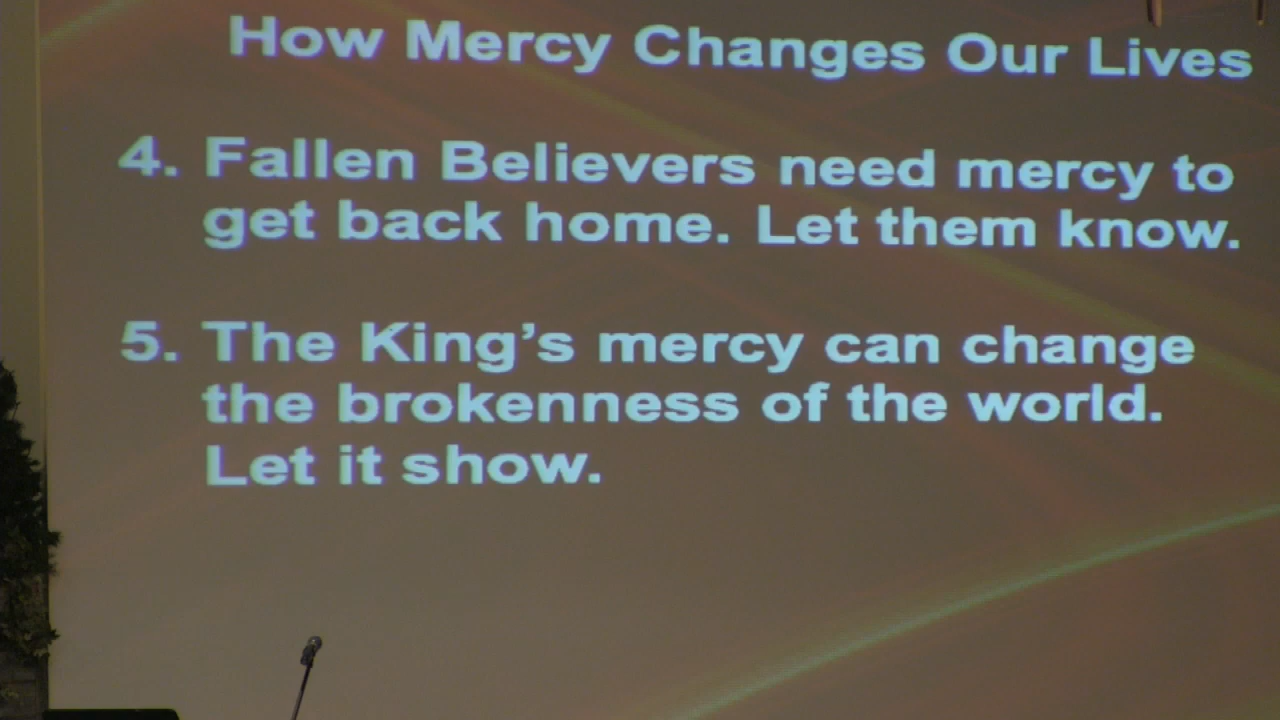 How Mercy Changes Our Lives
4. Fallen Believers need mercy to
get back home. Let them know.
5. The King’s mercy can change
the brokenness of the world.
Let it show.